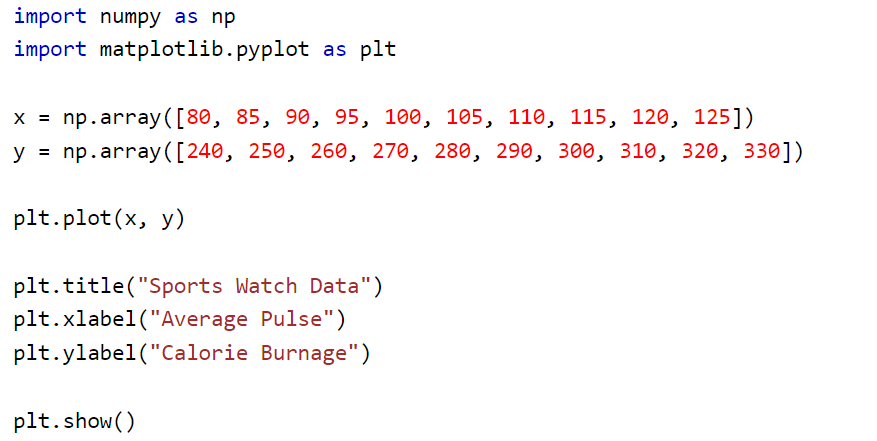 import numpy as np
import matplotlib.pyplot as plt
x = np.array([80, 85, 90, 95, 100, 105, 110, 115, 120, 125])
y = np.array([240, 250, 260, 270, 280, 290, 300, 310, 320, 330])
plt.plot(x, y)
plt.title("Sports Watch Data")
plt.xlabel("Average Pulse")
plt.ylabel("Calorie Burnage")
plt.show()